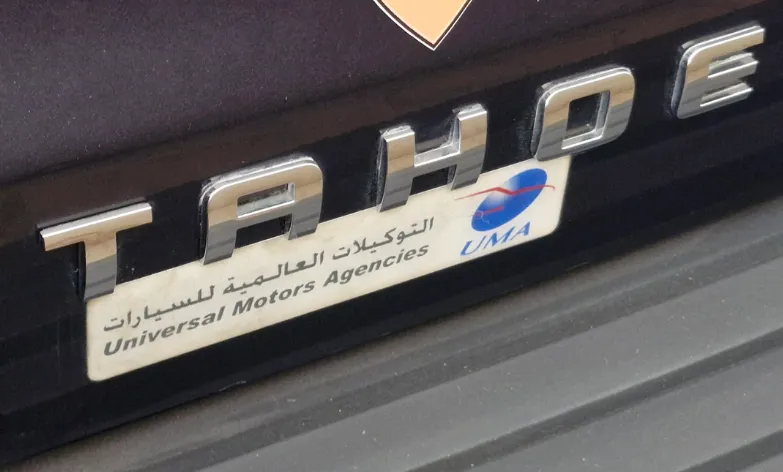 TAHOE
التوكيلات العالمية للسيارات
Universal Motors Agencies
UMA